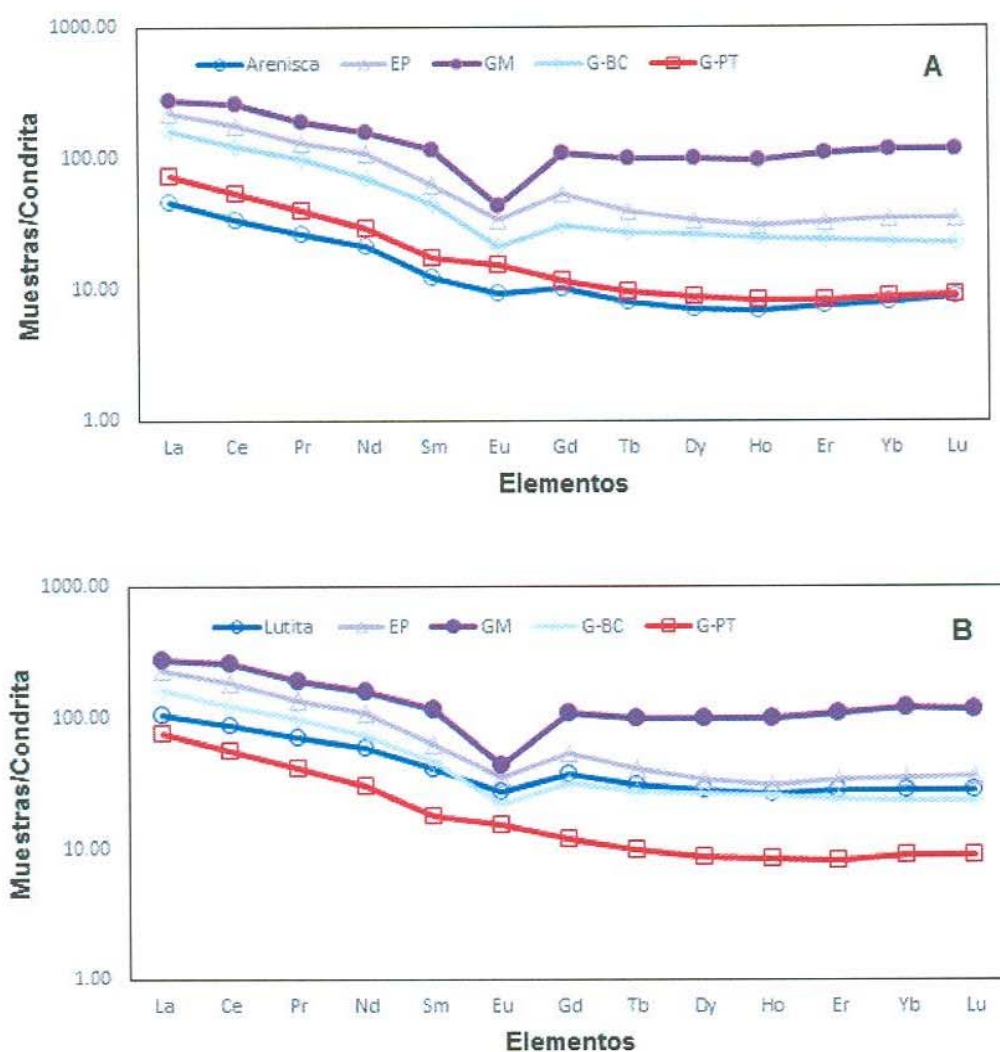 1000.00
Arenisca EP GM G-BC G-PT
A
100.00
10.00
1.00
Muestras/Condrita
La Ce Pr Nd Sm Eu Gd Tb Dy Ho Er Yb Lu
Elementos
1000.00
Lutita EP GM G-BC G-PT
B
100.00
10.00
1.00
Muestras/Condrita
La Ce Pr Nd Sm Eu Gd Tb Dy Ho Er Yb Lu
Elementos